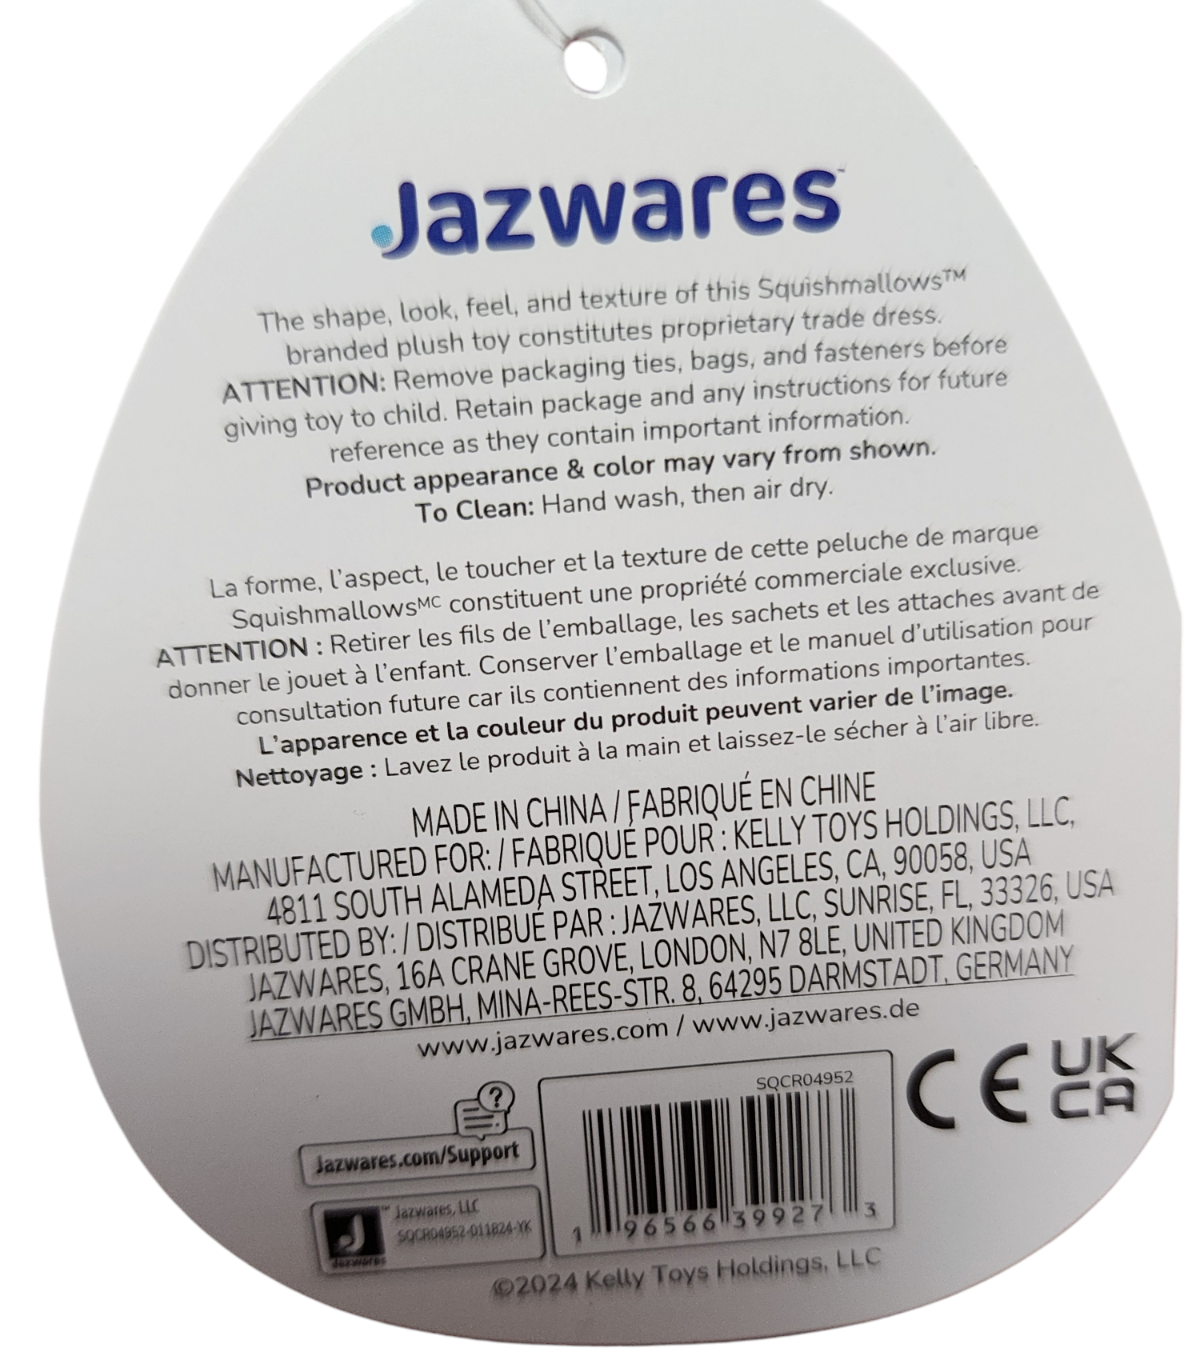 Jazwares™
The shape, look, feel, and texture of this Squishmallows™
branded plush toy constitutes proprietary trade dress.
ATTENTION: Remove packaging ties, bags, and fasteners before
giving toy to child. Retain package and any instructions for future
reference as they contain important information.
Product appearance & color may vary from shown.
To Clean: Hand wash, then air dry.
La forme, l'aspect, le toucher et la texture de cette peluche de marque
Squishmallowsᴹᶜ constituent une propriété commerciale exclusive.
ATTENTION : Retirer les fils de l'emballage, les sachets et les attaches avant de
donner le jouet à l'enfant. Conserver l'emballage et le manuel d'utilisation pour
consultation future car ils contiennent des informations importantes.
L'apparence et la couleur du produit peuvent varier de l'image.
Nettoyage : Lavez le produit à la main et laissez-le sécher à l'air libre.
MADE IN CHINA / FABRIQUÉ EN CHINE
MANUFACTURED FOR: / FABRIQUÉ POUR : KELLY TOYS HOLDINGS, LLC,
4811 SOUTH ALAMEDA STREET, LOS ANGELES, CA, 90058, USA
DISTRIBUTED BY: / DISTRIBUÉ PAR : JAZWARES, LLC, SUNRISE, FL, 33326, USA
JAZWARES, 16A CRANE GROVE, LONDON, N7 8LE, UNITED KINGDOM
JAZWARES GMBH, MINA-REES-STR. 8, 64295 DARMSTADT, GERMANY
www.jazwares.com / www.jazwares.de
?
Jazwares.com/Support
Jazwares, LLC
SQCR04952-011824-YK
Jazwares
SQCR04952
1 96566 39927 3
CE
UK
CA
©2024 Kelly Toys Holdings, LLC